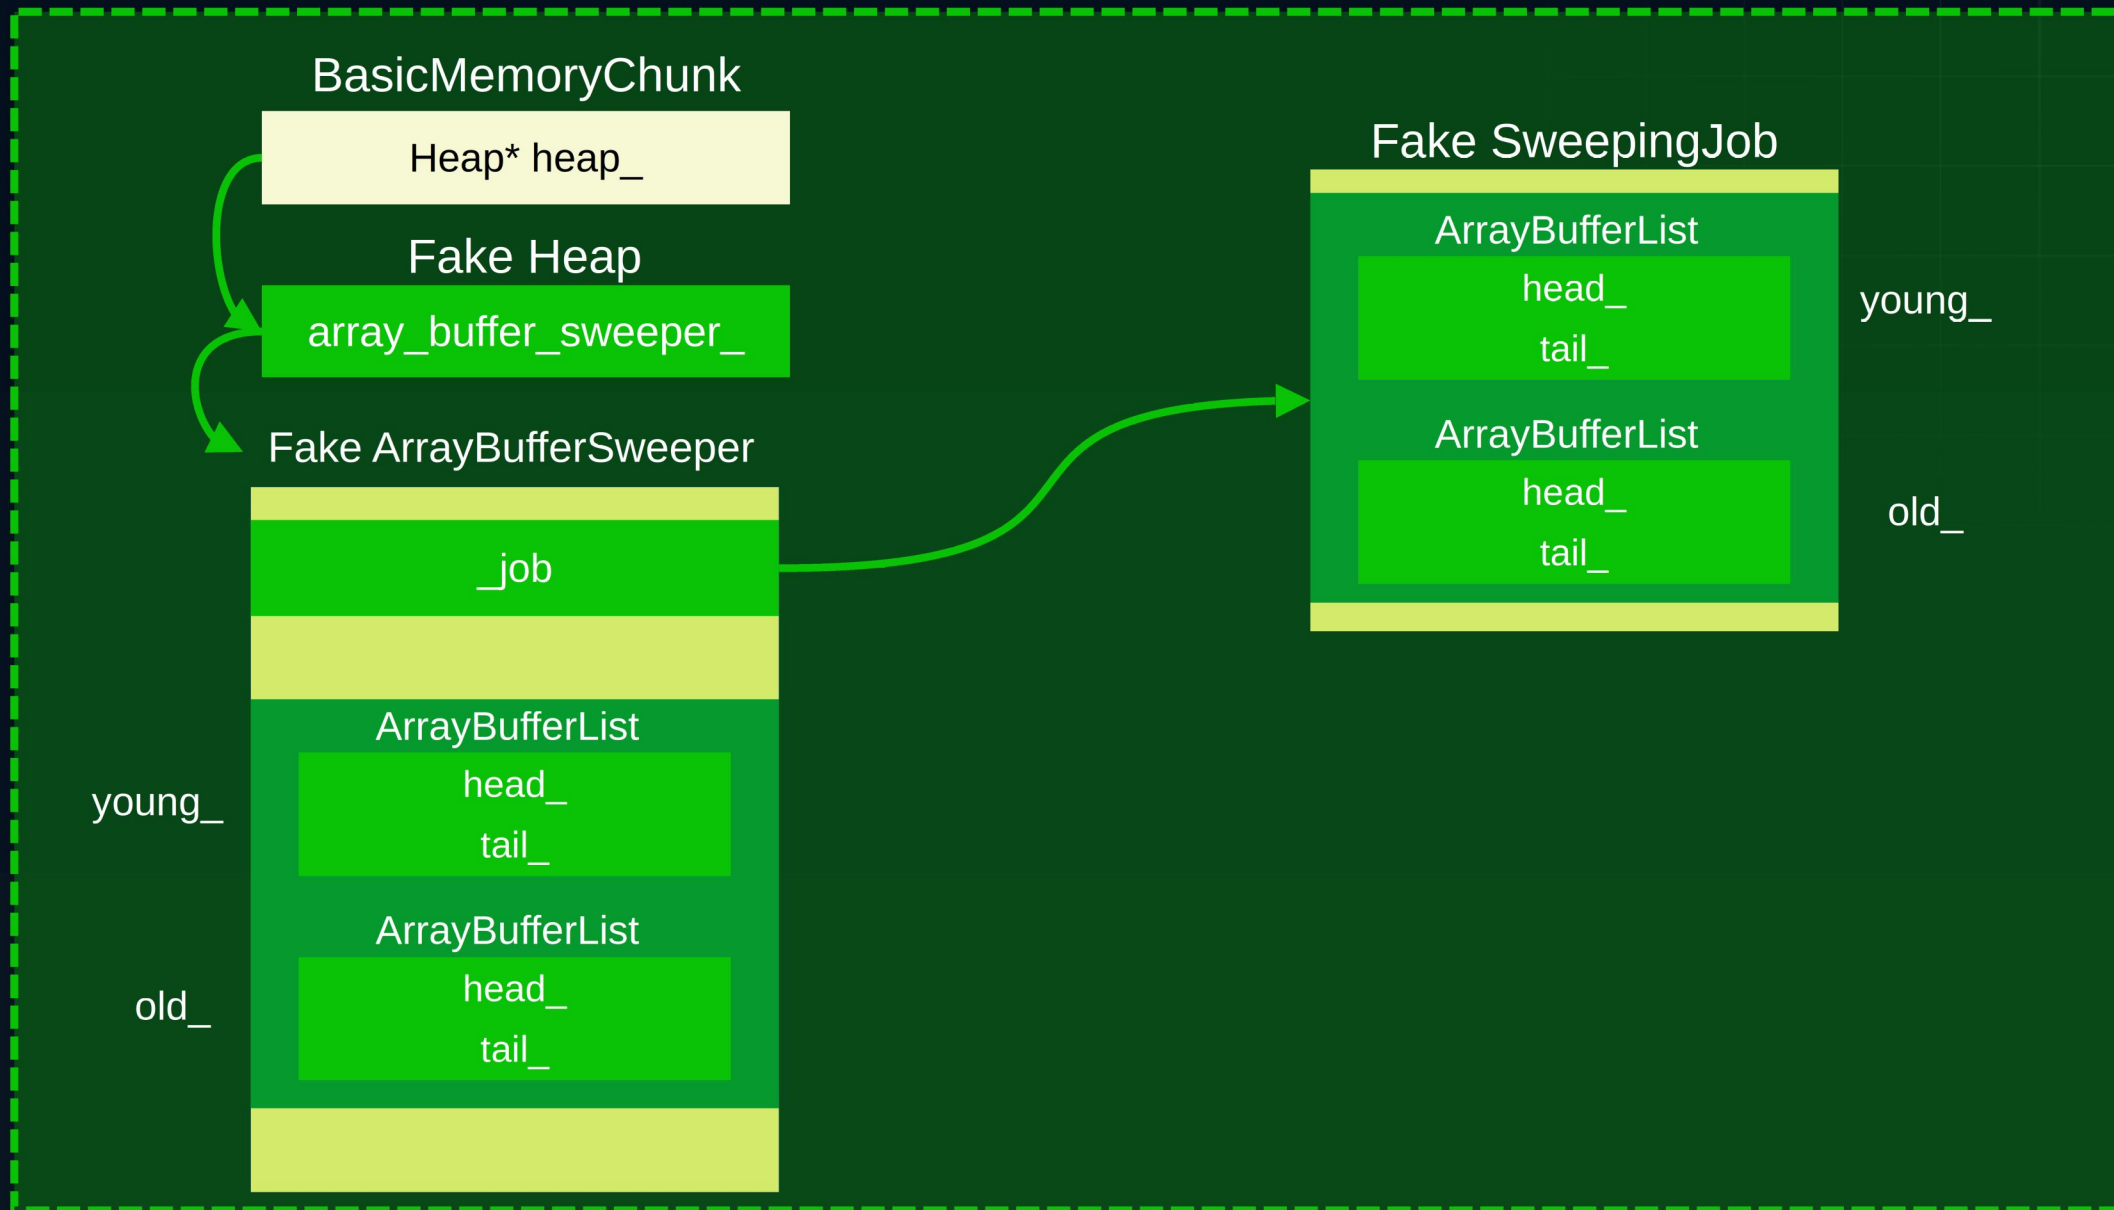 BasicMemoryChunk
Heap* heap_
Fake Heap
array_buffer_sweeper_
Fake ArrayBufferSweeper
_job
ArrayBufferList
young_
head_
tail_
ArrayBufferList
old_
head_
tail_
Fake SweepingJob
ArrayBufferList
head_
young_
tail_
ArrayBufferList
head_
old_
tail_